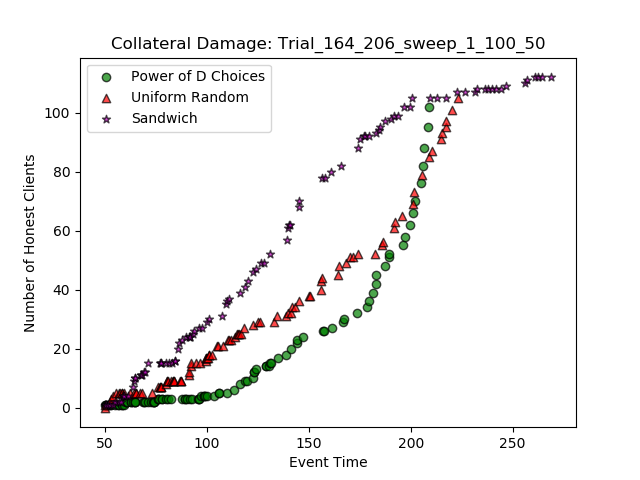 Collateral Damage: Trial_164_206_sweep_1_100_50
Power of D Choices
Uniform Random
Sandwich
Number of Honest Clients
100
80
60
40
20
0
50 100 150 200 250
Event Time